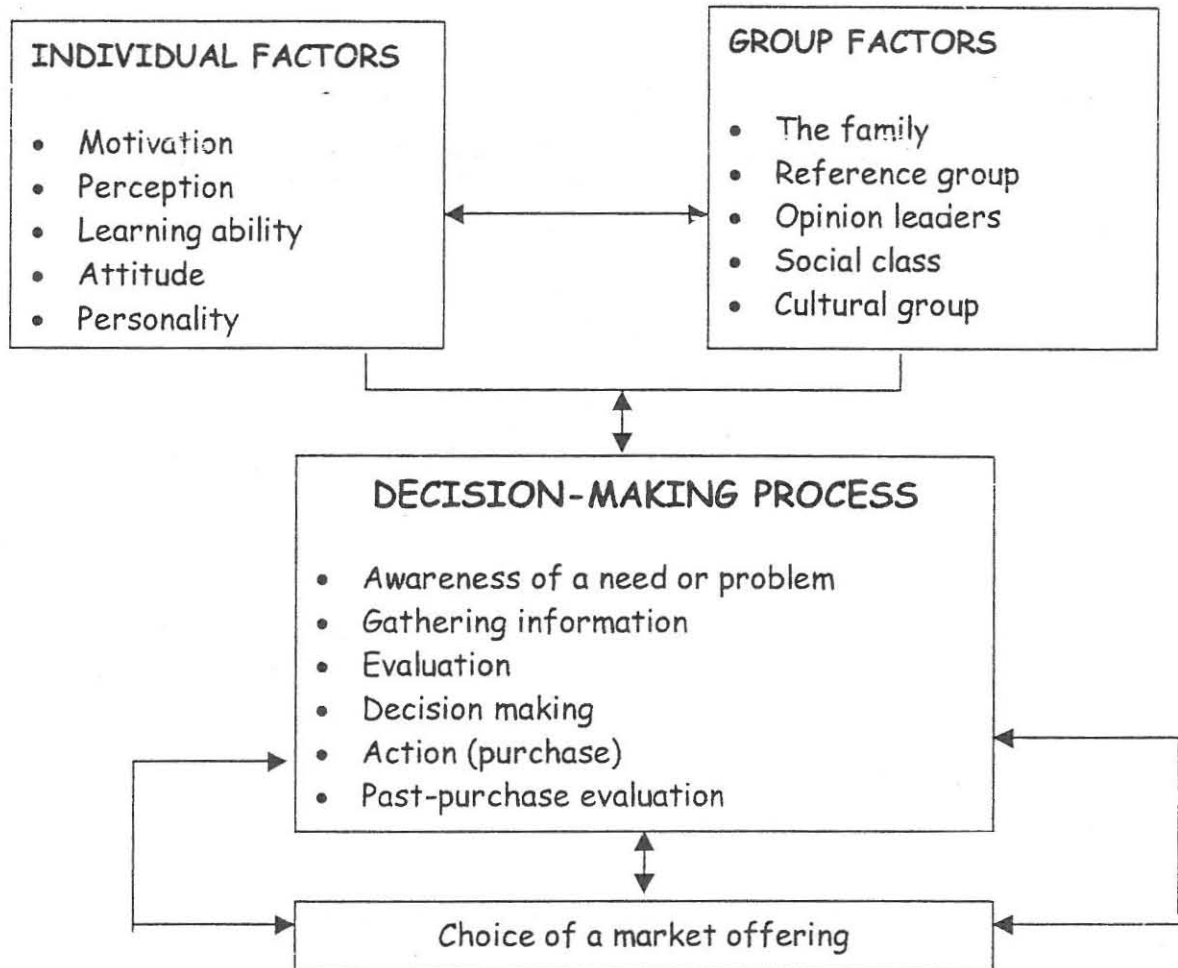 INDIVIDUAL FACTORS
• Motivation
• Perception
• Learning ability
• Attitude
• Personality
GROUP FACTORS
• The family
• Reference group
• Opinion leaders
• Social class
• Cultural group
DECISION-MAKING PROCESS
• Awareness of a need or problem
• Gathering information
• Evaluation
• Decision making
• Action (purchase)
• Past-purchase evaluation
Choice of a market offering